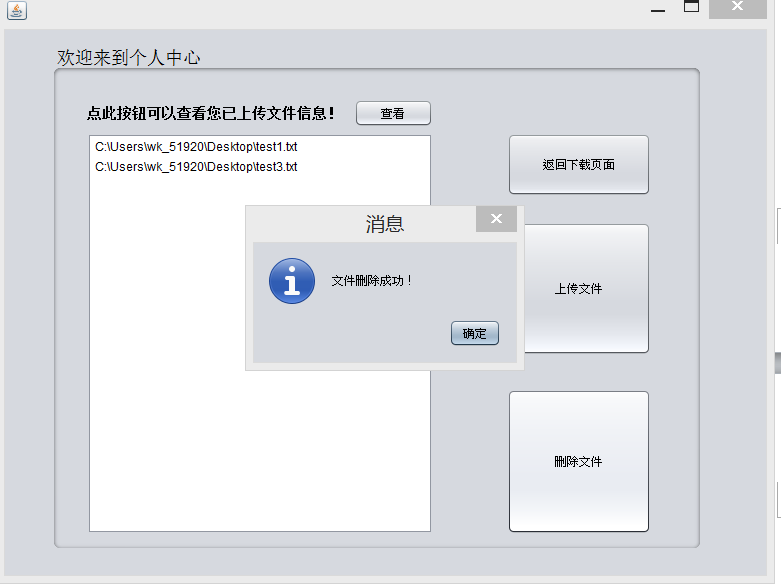 欢迎来到个人中心
点此按钮可以查看您已上传文件信息！
查看
C:\Users\wk_51920\Desktop\test1.txt
C:\Users\wk_51920\Desktop\test3.txt
返回下载页面
消息
文件删除成功！
确定
上传文件
删除文件